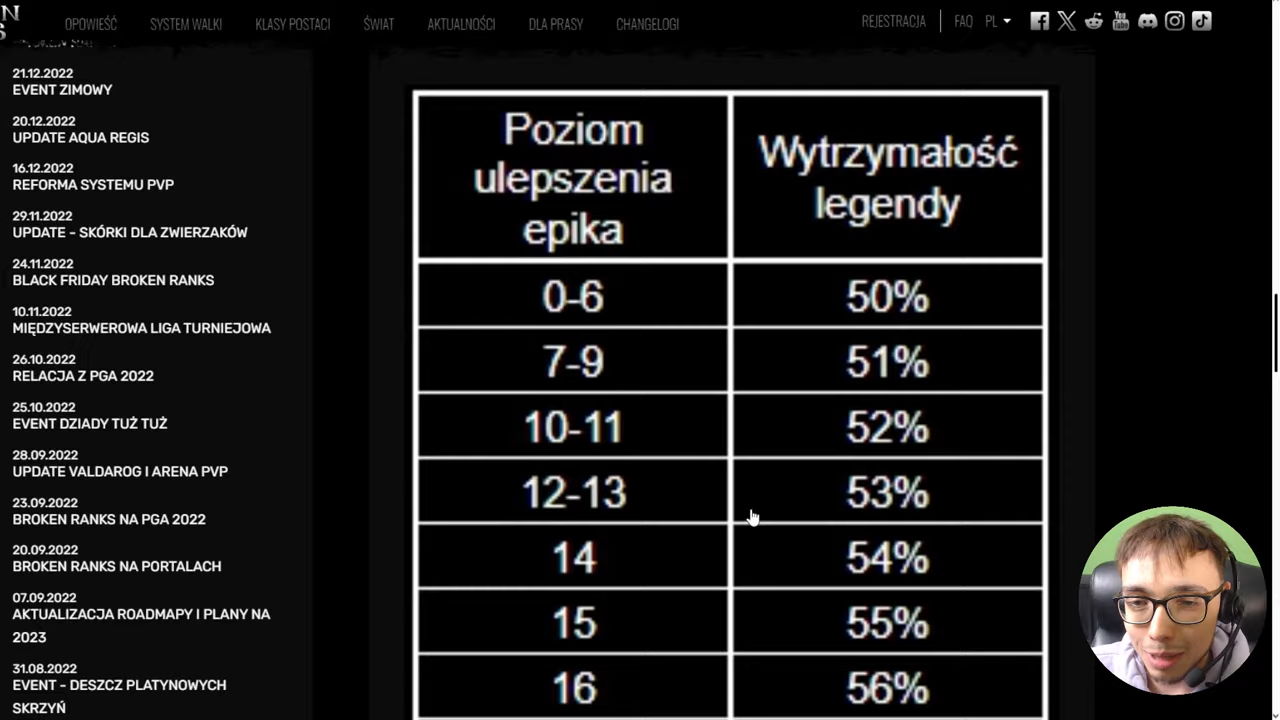 OPOWIEŚĆ SYSTEM WALKI KLASY POSTACI ŚWIAT AKTUALNOŚCI DLA PRASY CHANGELOGI REJESTRACJA FAQ PL
21.12.2022
EVENT ZIMOWY
20.12.2022
UPDATE AQUA REGIS
16.12.2022
REFORMA SYSTEMU PVP
29.11.2022
UPDATE - SKÓRKI DLA ZWIERZAKÓW
24.11.2022
BLACK FRIDAY BROKEN RANKS
10.11.2022
MIĘDZYSERWEROWA LIGA TURNIEJOWA
26.10.2022
RELACJA Z PGA 2022
25.10.2022
EVENT DZIADY TUŻ TUŻ
28.09.2022
UPDATE VALDAROG I ARENA PVP
23.09.2022
BROKEN RANKS NA PGA 2022
20.09.2022
BROKEN RANKS NA PORTALACH
07.09.2022
AKTUALIZACJA ROADMAPY I PLANY NA
2023
31.08.2022
EVENT - DESZCZ PLATYNOWYCH
SKRZYŃ
Poziom
ulepszenia
epika
Wytrzymałość
legendy
0-6 50%
7-9 51%
10-11 52%
12-13 53%
14 54%
15 55%
16 56%